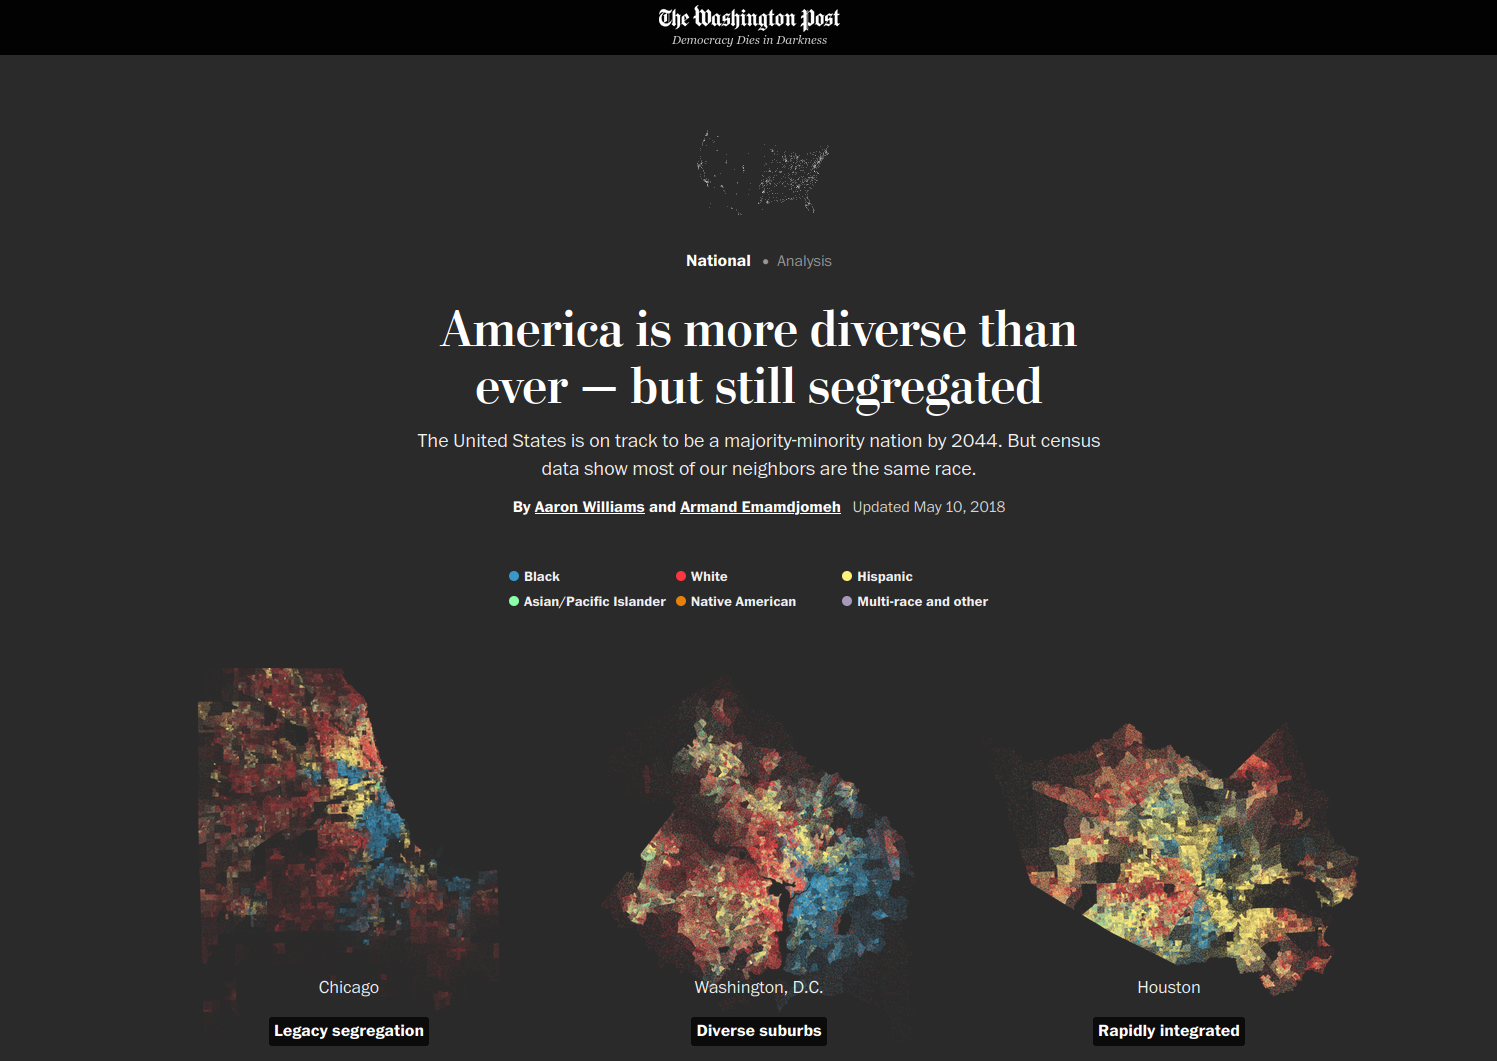 The Washington Post
Democracy Dies in Darkness
National • Analysis
America is more diverse than
ever — but still segregated
The United States is on track to be a majority-minority nation by 2044. But census
data show most of our neighbors are the same race.
By Aaron Williams and Armand Emamdjomeh Updated May 10, 2018
Black White Hispanic
Asian/Pacific Islander Native American Multi-race and other
Chicago Washington, D.C. Houston
Legacy segregation Diverse suburbs Rapidly integrated